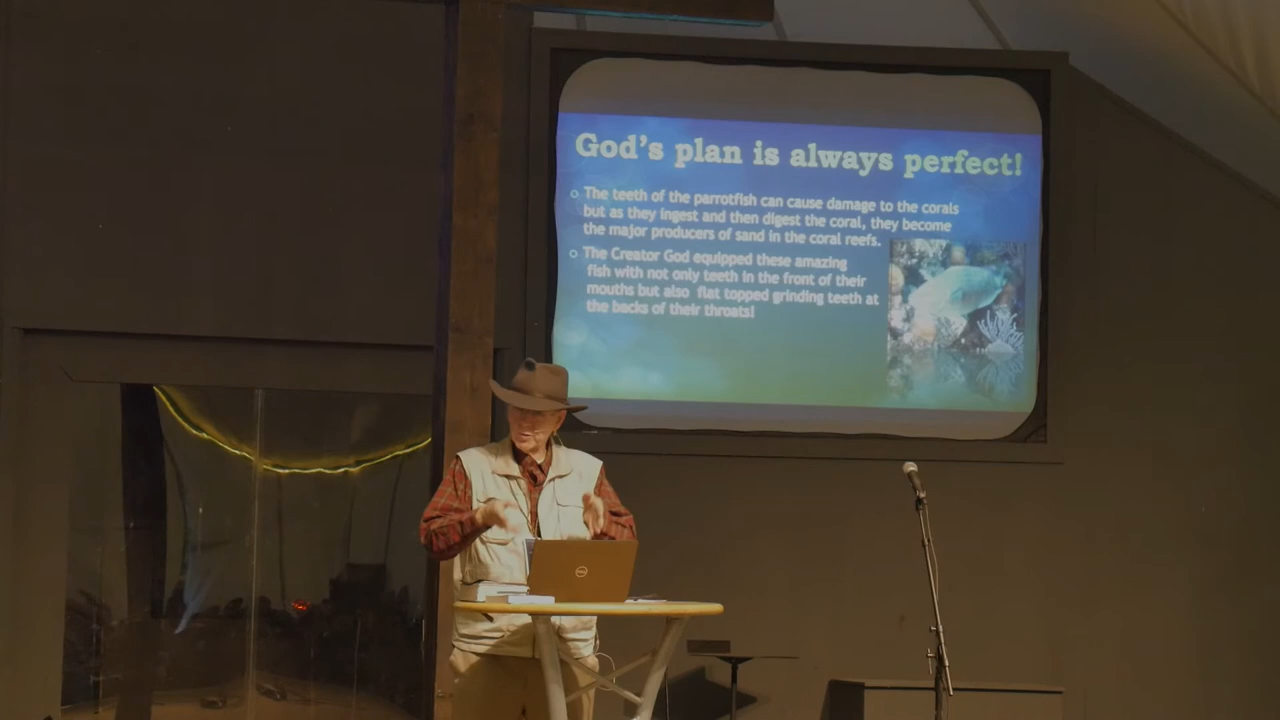 God's plan is always perfect!
The teeth of the parrotfish can cause damage to the corals
but as they ingest and then digest the coral, they become
the major producers of sand in the coral reefs.
The Creator God equipped these amazing
fish with not only teeth in the front of their
mouths but also flat topped grinding teeth at
the backs of their throats!
DELL